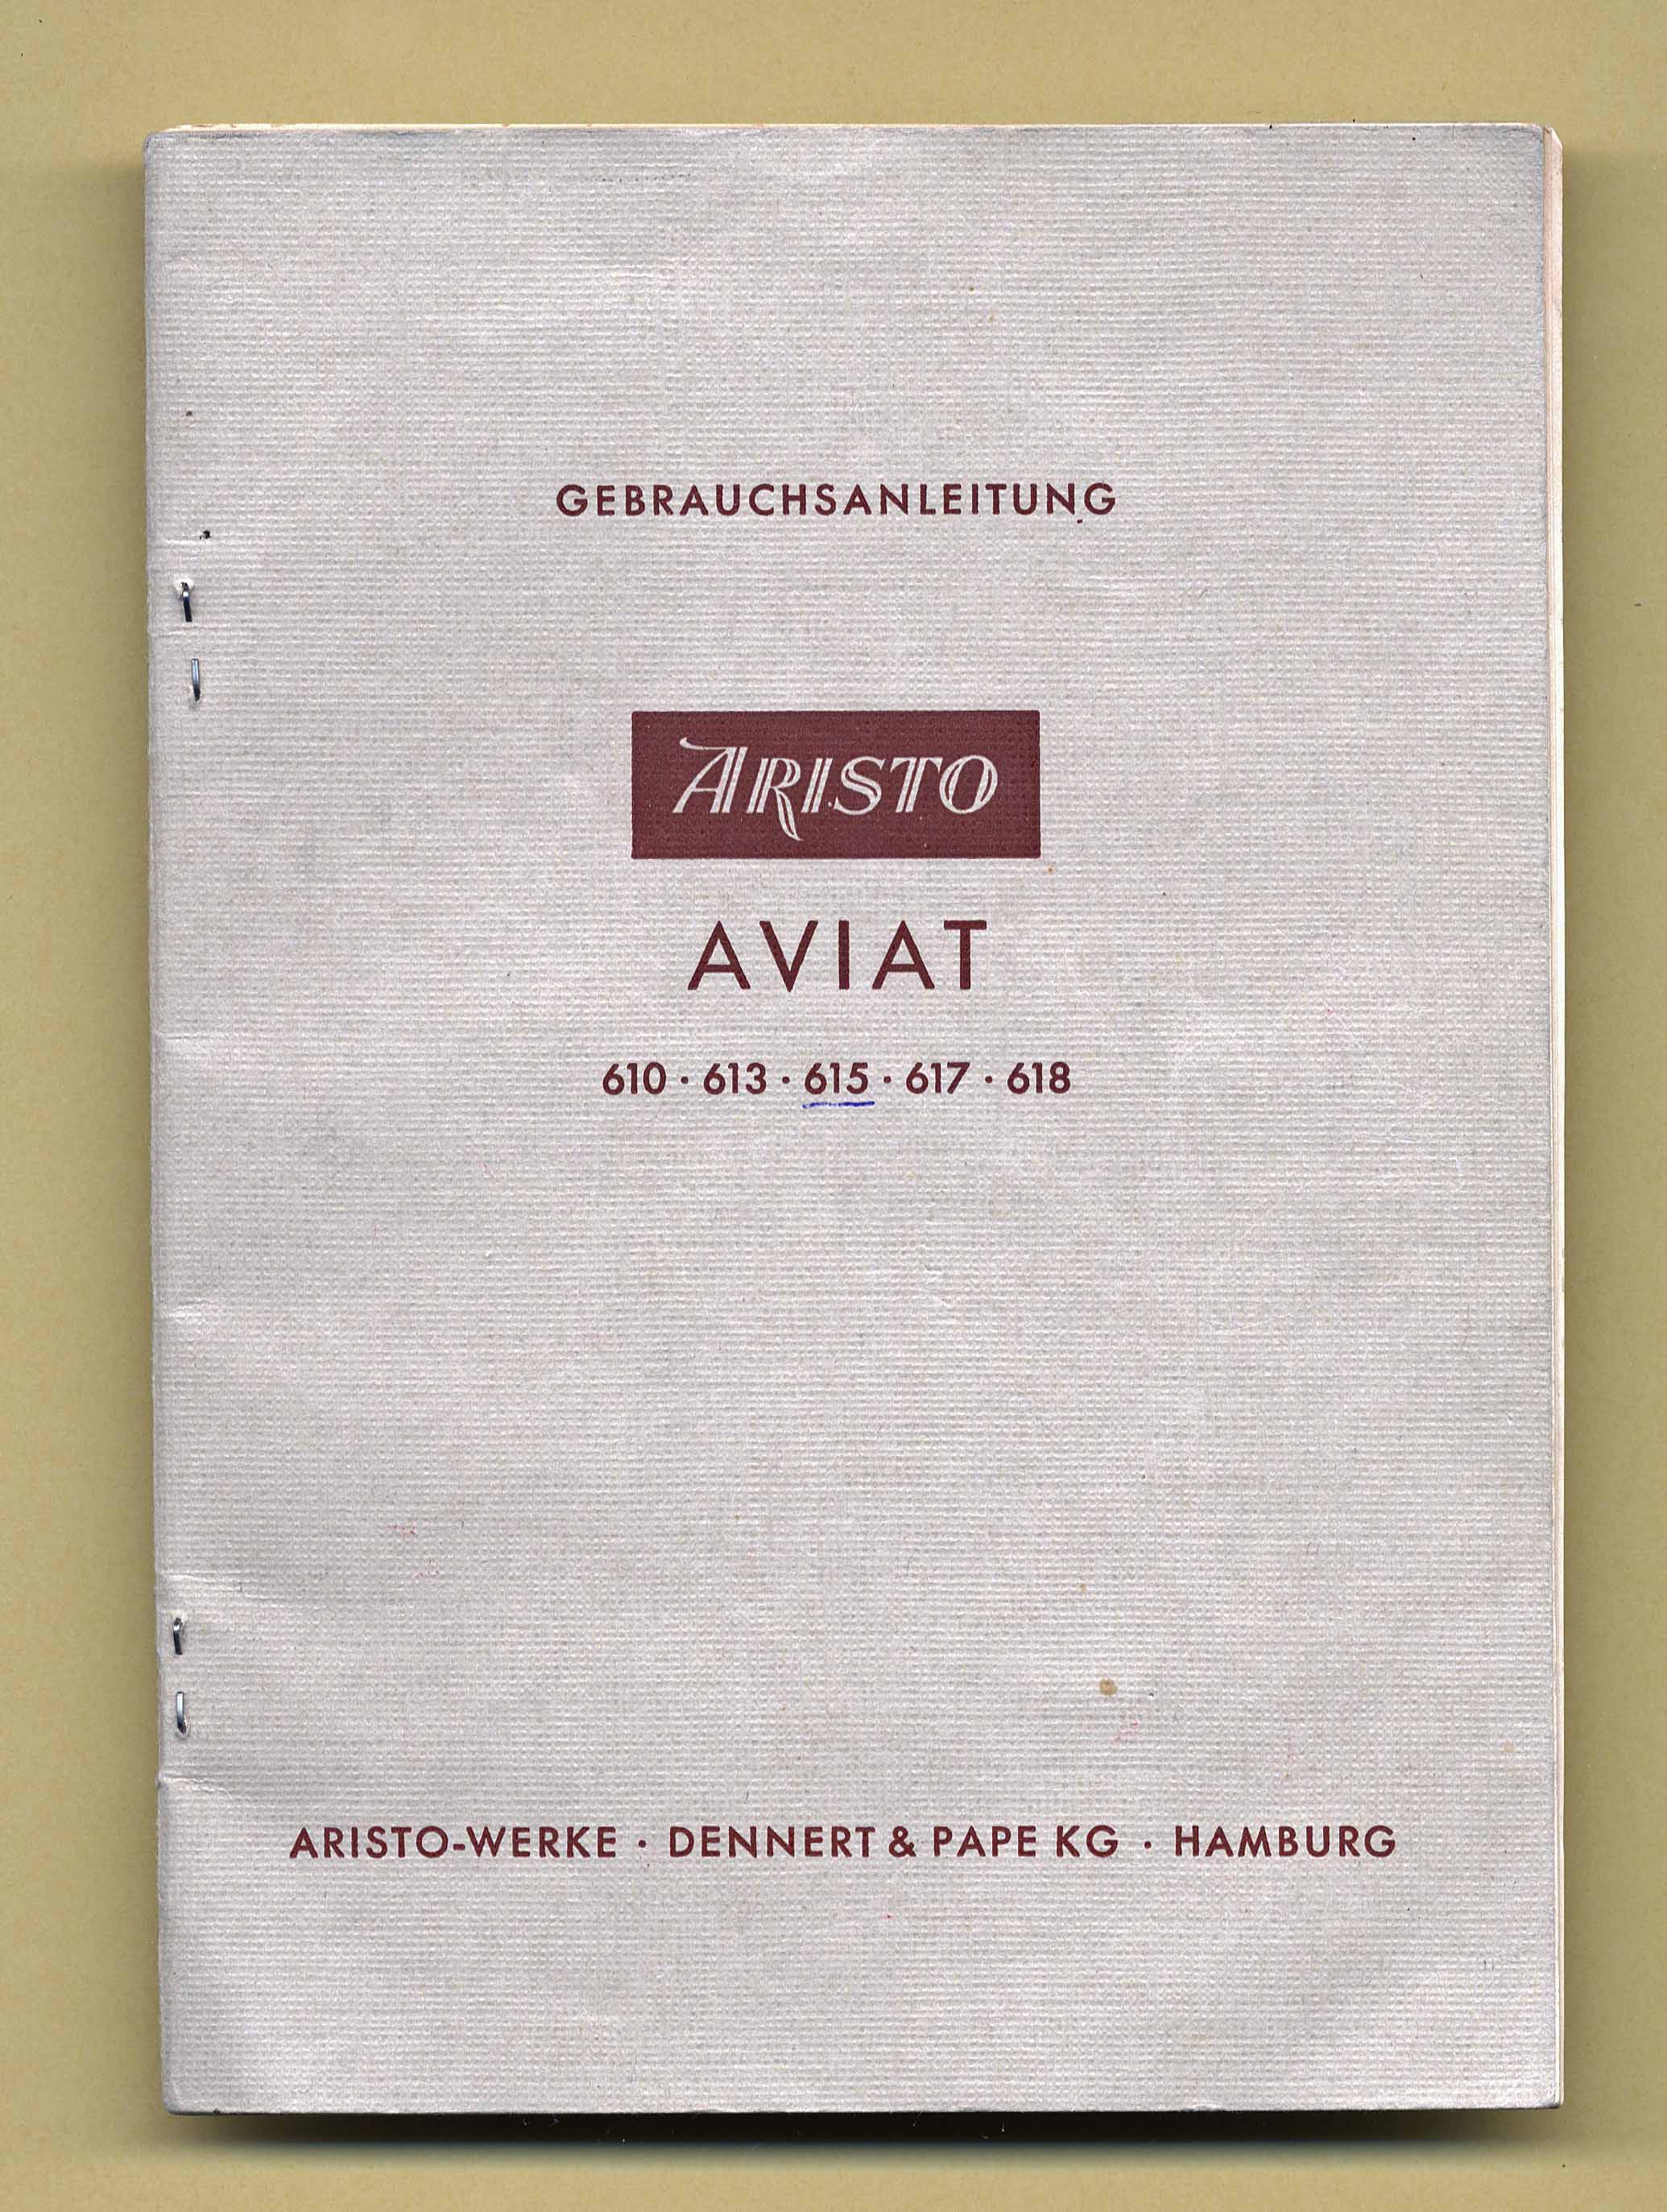 GEBRAUCHSANLEITUNG
ARISTO
AVIAT
610 · 613 · 615 · 617 · 618
ARISTO-WERKE · DENNERT & PAPE KG · HAMBURG